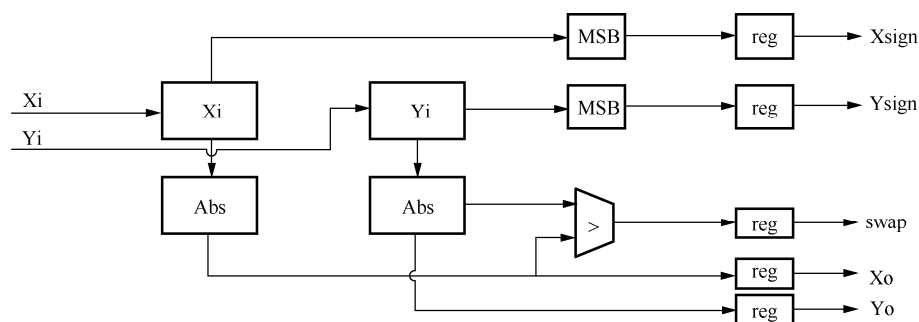 MSB reg Xsign
Xi Xi Yi MSB reg Ysign
Yi
Abs Abs
> reg swap
reg Xo
reg Yo